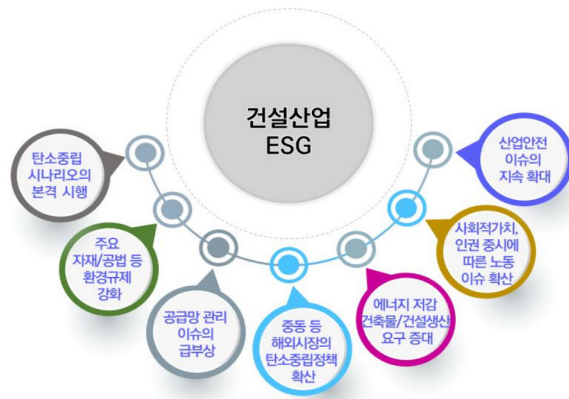 건설산업
ESG
탄소중립
시나리오의
본격 시행
주요
자재/공법 등
환경규제
강화
공급망 관리
이슈의
급부상
중동 등
해외시장의
탄소중립정책
확산
에너지 저감
건축물/건설생산
요구 증대
사회적가치,
인권 중시에
따른 노동
이슈 확산
산업안전
이슈의
지속 확대